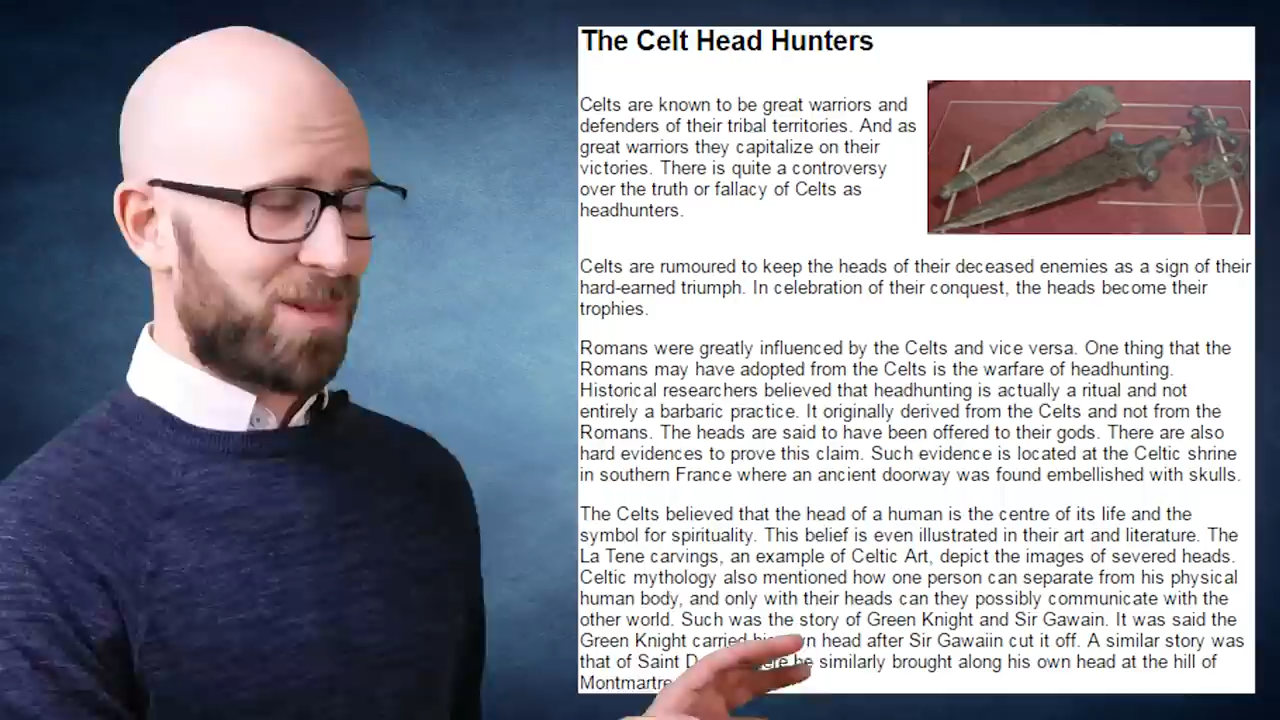 The Celt Head Hunters
Celts are known to be great warriors and
defenders of their tribal territories. And as
great warriors they capitalize on their
victories. There is quite a controversy
over the truth or fallacy of Celts as
headhunters.
Celts are rumoured to keep the heads of their deceased enemies as a sign of their
hard-earned triumph. In celebration of their conquest, the heads become their
trophies.
Romans were greatly influenced by the Celts and vice versa. One thing that the
Romans may have adopted from the Celts is the warfare of headhunting.
Historical researchers believed that headhunting is actually a ritual and not
entirely a barbaric practice. It originally derived from the Celts and not from the
Romans. The heads are said to have been offered to their gods. There are also
hard evidences to prove this claim. Such evidence is located at the Celtic shrine
in southern France where an ancient doorway was found embellished with skulls.
The Celts believed that the head of a human is the centre of its life and the
symbol for spirituality. This belief is even illustrated in their art and literature. The
La Tene carvings, an example of Celtic Art, depict the images of severed heads.
Celtic mythology also mentioned how one person can separate from his physical
human body, and only with their heads can they possibly communicate with the
other world. Such was the story of Green Knight and Sir Gawain. It was said the
Green Knight carried head after Sir Gawaiin cut it off. A similar story was
that of Saint he similarly brought along his own head at the hill of
Montmartre